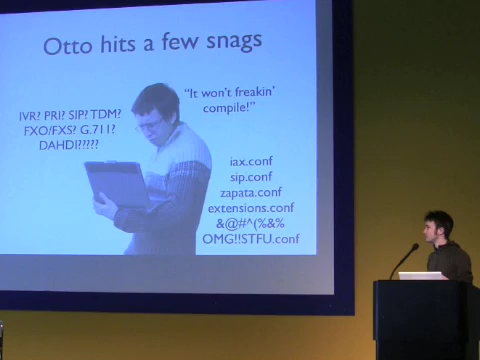 Otto hits a few snags
IVR? PRI? SIP? TDM?
FXO/FXS? G.711?
DAHDI?????
"It won't freakin'
compile!"
iax.conf
sip.conf
zapata.conf
extensions.conf
&@#^(%&%
OMG!!STFU.conf